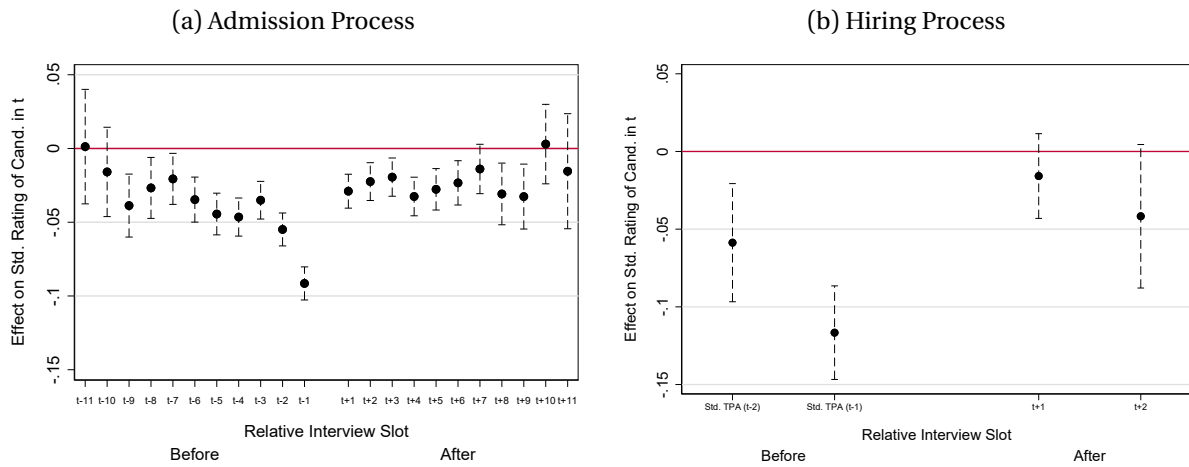 (a) Admission Process
Effect on Std. Rating of Cand. in t
.05
0
-.05
-.1
-.15
t-11 t-10 t-9 t-8 t-7 t-6 t-5 t-4 t-3 t-2 t-1 t+1 t+2 t+3 t+4 t+5 t+6 t+7 t+8 t+9 t+10 t+11
Relative Interview Slot
Before After
(b) Hiring Process
Effect on Std. Rating of Cand. in t
.05
0
-.05
-.1
-.15
Std. TPA (t-2) Std. TPA (t-1) t+1 t+2
Relative Interview Slot
Before After